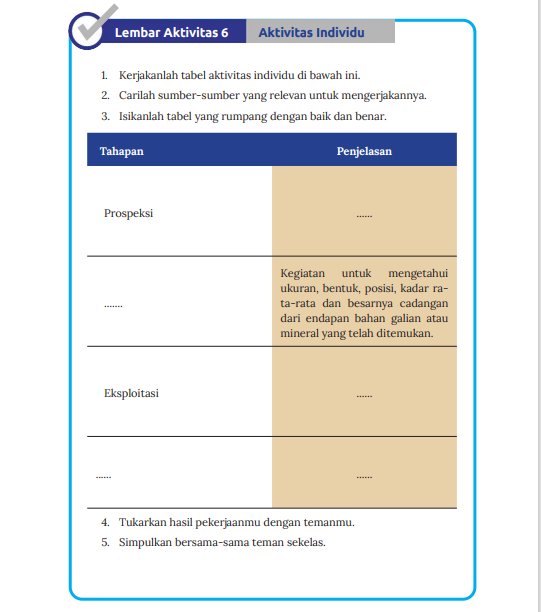 Lembar Aktivitas 6
Aktivitas Individu
1. Kerjakanlah tabel aktivitas individu di bawah ini.
2. Carilah sumber-sumber yang relevan untuk mengerjakannya.
3. Isikanlah tabel yang rumpang dengan baik dan benar.
Tahapan
Penjelasan
Prospeksi
......
.......
Kegiatan untuk mengetahui
ukuran, bentuk, posisi, kadar ra-
ta-rata dan besarnya cadangan
dari endapan bahan galian atau
mineral yang telah ditemukan.
Eksploitasi
......
......
......
4. Tukarkan hasil pekerjaanmu dengan temanmu.
5. Simpulkan bersama-sama teman sekelas.